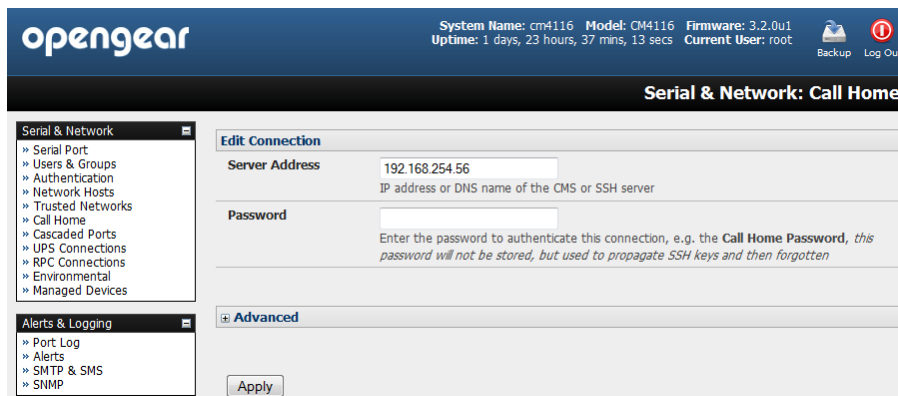 opengear
System Name: cm4116 Model: CM4116 Firmware: 3.2.0u1
Uptime: 1 days, 23 hours, 37 mins, 13 secs Current User: root
Backup
Log Ou
Serial & Network: Call Home
Serial & Network
» Serial Port
» Users & Groups
» Authentication
» Network Hosts
» Trusted Networks
» Call Home
» Cascaded Ports
» UPS Connections
» RPC Connections
» Environmental
» Managed Devices
Alerts & Logging
» Port Log
» Alerts
» SMTP & SMS
» SNMP
Edit Connection
Server Address
192.168.254.56
IP address or DNS name of the CMS or SSH server
Password
Enter the password to authenticate this connection, e.g. the Call Home Password, this
password will not be stored, but used to propagate SSH keys and then forgotten
Advanced
Apply